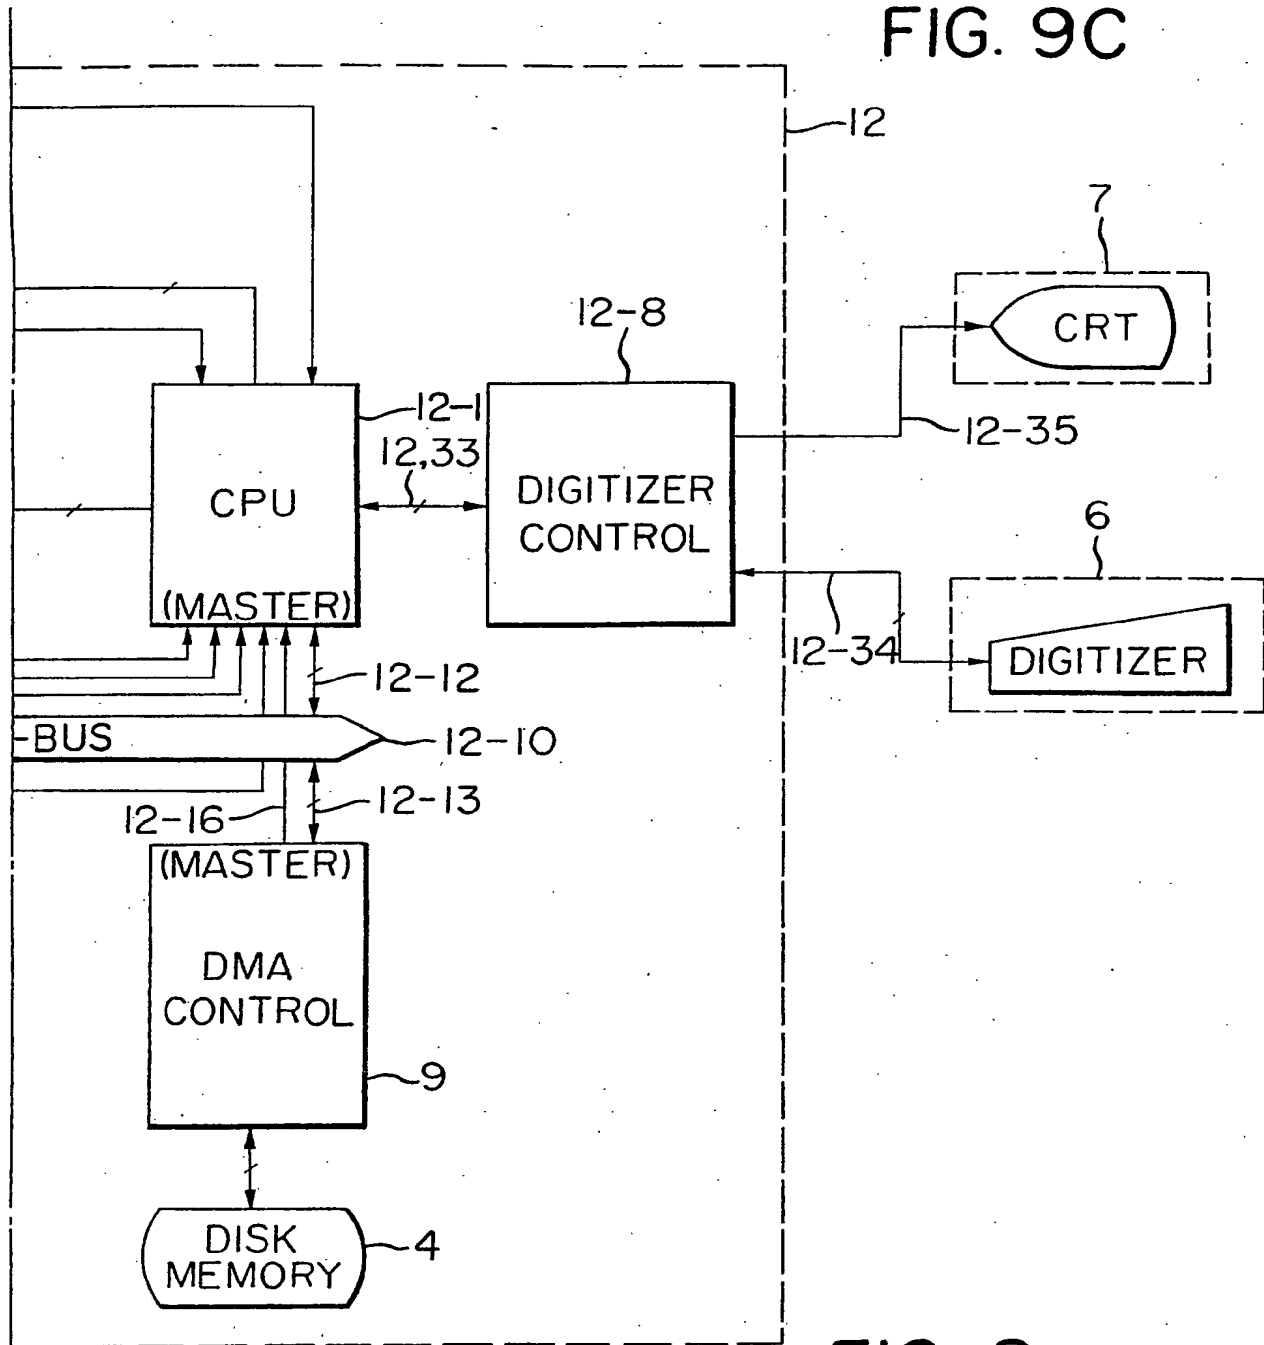 FIG. 9C
12
7
CRT
12-8
12-1
12-35
12,33
CPU
DIGITIZER
CONTROL
6
(MASTER)
12-34
DIGITIZER
12-12
-BUS
12-10
12-13
12-16
(MASTER)
DMA
CONTROL
9
DISK
MEMORY
4